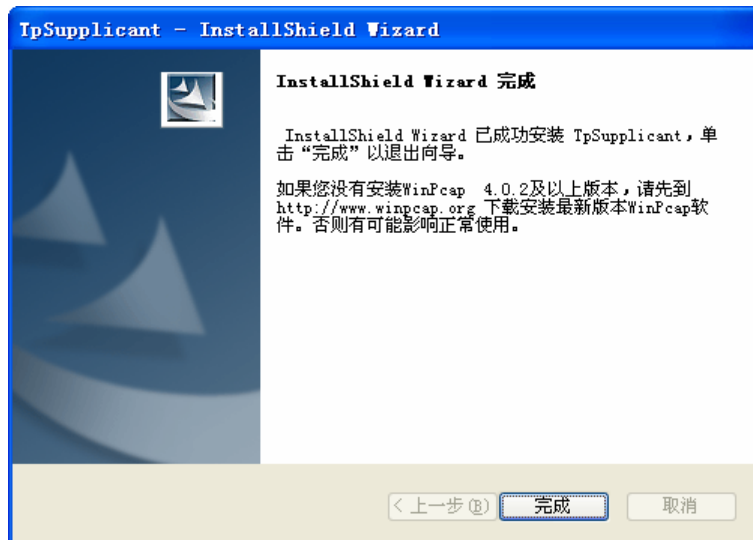 TpSupplicant - InstallShield Wizard
InstallShield Wizard 完成
InstallShield Wizard 已成功安装 TpSupplicant，单
击“完成”以退出向导。
如果您没有安装WinPcap  4.0.2及以上版本，请先到
http://www.winpcap.org 下载安装最新版本WinPcap软
件。否则有可能影响正常使用。
< 上一步(B)
完成
取消